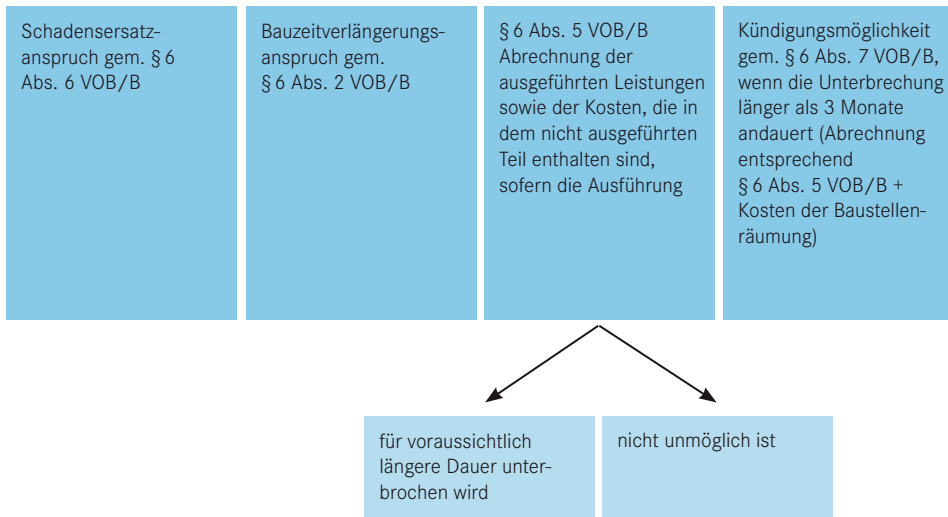 Schadensersatz-
anspruch gem. § 6
Abs. 6 VOB/B
Bauzeitverlängerungs-
anspruch gem.
§ 6 Abs. 2 VOB/B
§ 6 Abs. 5 VOB/B
Abrechnung der
ausgeführten Leistungen
sowie der Kosten, die in
dem nicht ausgeführten
Teil enthalten sind,
sofern die Ausführung
Kündigungsmöglichkeit
gem. § 6 Abs. 7 VOB/B,
wenn die Unterbrechung
länger als 3 Monate
andauert (Abrechnung
entsprechend
§ 6 Abs. 5 VOB/B +
Kosten der Baustellen-
räumung)
für voraussichtlich
längere Dauer unter-
brochen wird
nicht unmöglich ist